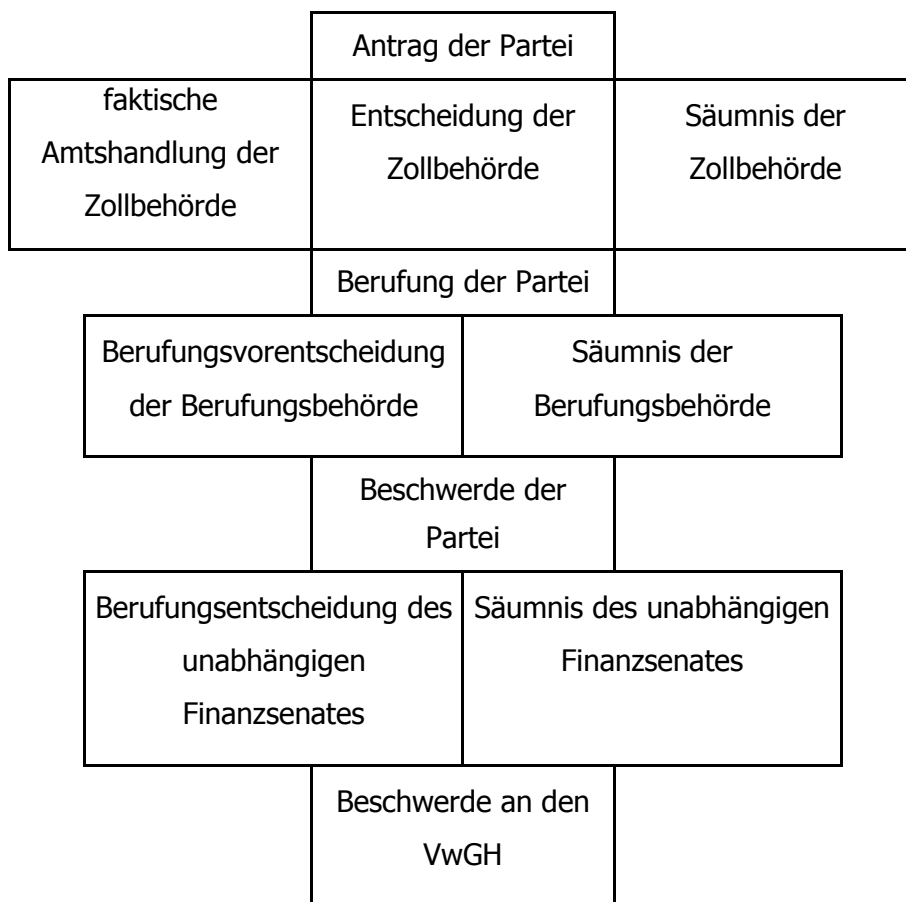 Antrag der Partei
faktische
Amtshandlung der
Zollbehörde
Entscheidung der
Zollbehörde
Säumnis der
Zollbehörde
Berufung der Partei
Berufungsvorentscheidung
der Berufungsbehörde
Säumnis der
Berufungsbehörde
Beschwerde der
Partei
Berufungsentscheidung des
unabhängigen
Finanzsenates
Säumnis des unabhängigen
Finanzsenates
Beschwerde an den
VwGH